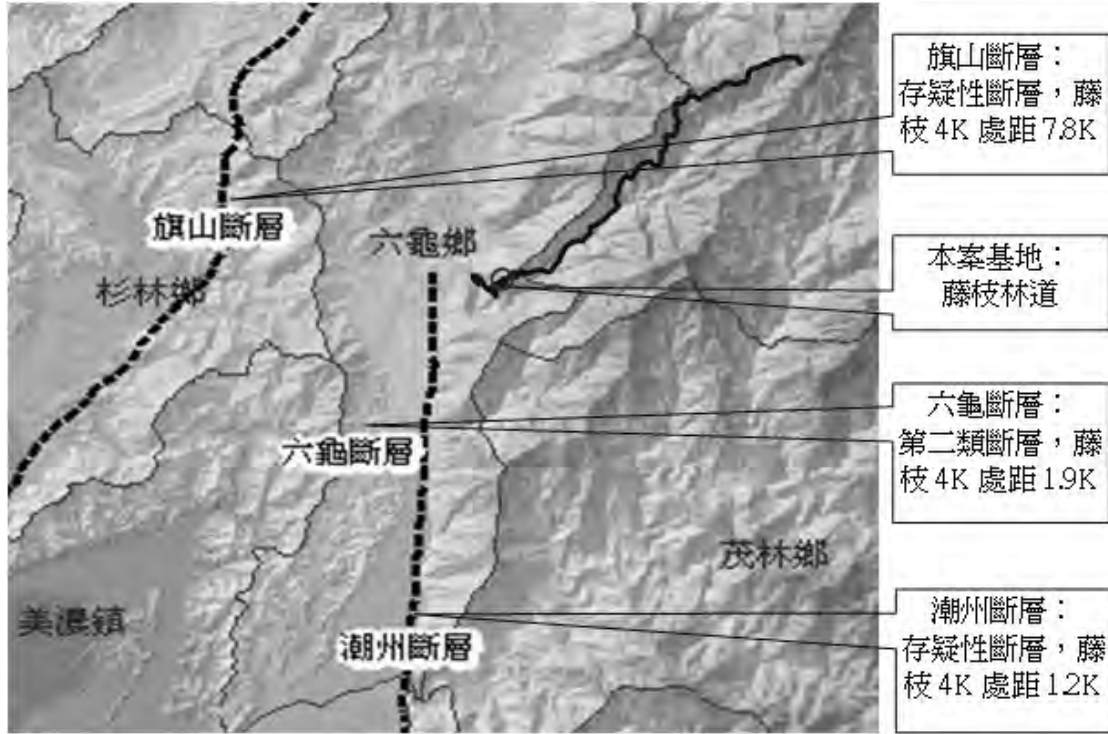 旗山斷層：
存疑性斷層，藤
枝 4K 處距 7.8K
旗山斷層
六龜鄉
杉林鄉
本案基地：
藤枝林道
六龜斷層：
第二類斷層，藤
枝 4K 處距 1.9K
六龜斷層
茂林鄉
美濃鎮
潮州斷層：
存疑性斷層，藤
枝 4K 處距 12K
潮州斷層